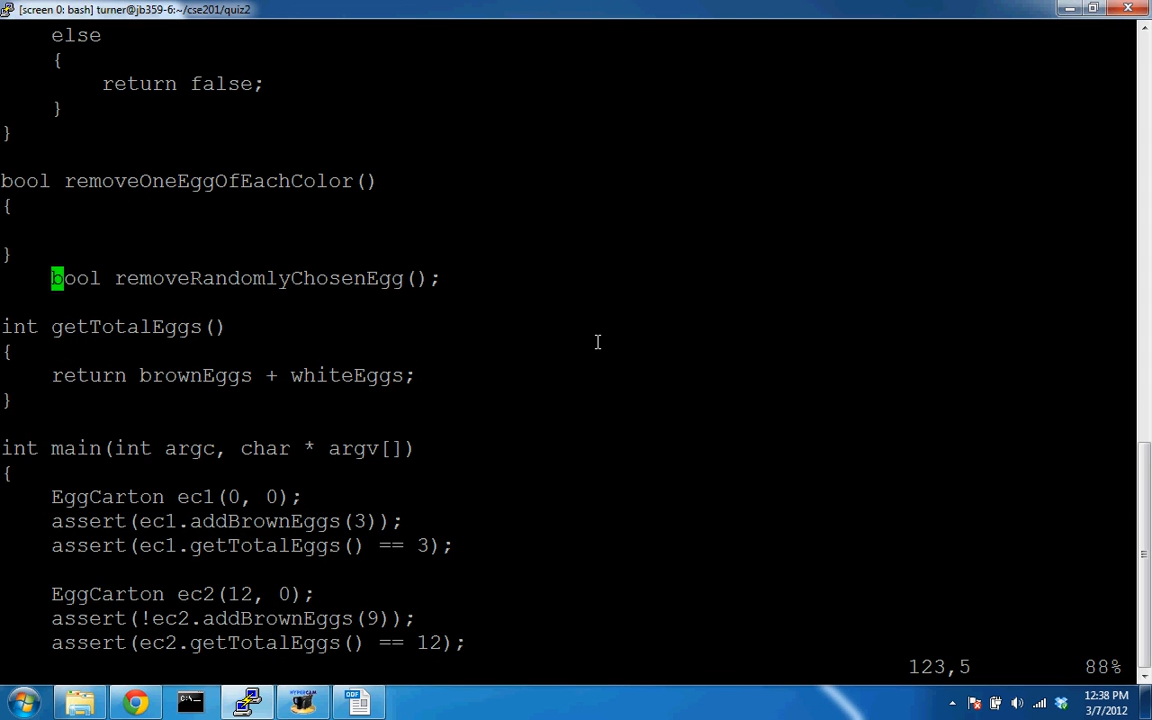 [screen 0: bash] turner@jb359-6:~/cse201/quiz2
    else
    {
        return false;
    }
}
bool removeOneEggOfEachColor()
{
}
    bool removeRandomlyChosenEgg();
int getTotalEggs()
{
    return brownEggs + whiteEggs;
}
int main(int argc, char * argv[])
{
    EggCarton ec1(0, 0);
    assert(ec1.addBrownEggs(3));
    assert(ec1.getTotalEggs() == 3);
    EggCarton ec2(12, 0);
    assert(!ec2.addBrownEggs(9));
    assert(ec2.getTotalEggs() == 12);
123,5 88%
C:\_
HYPERCAM
ODF
12:38 PM
3/7/2012